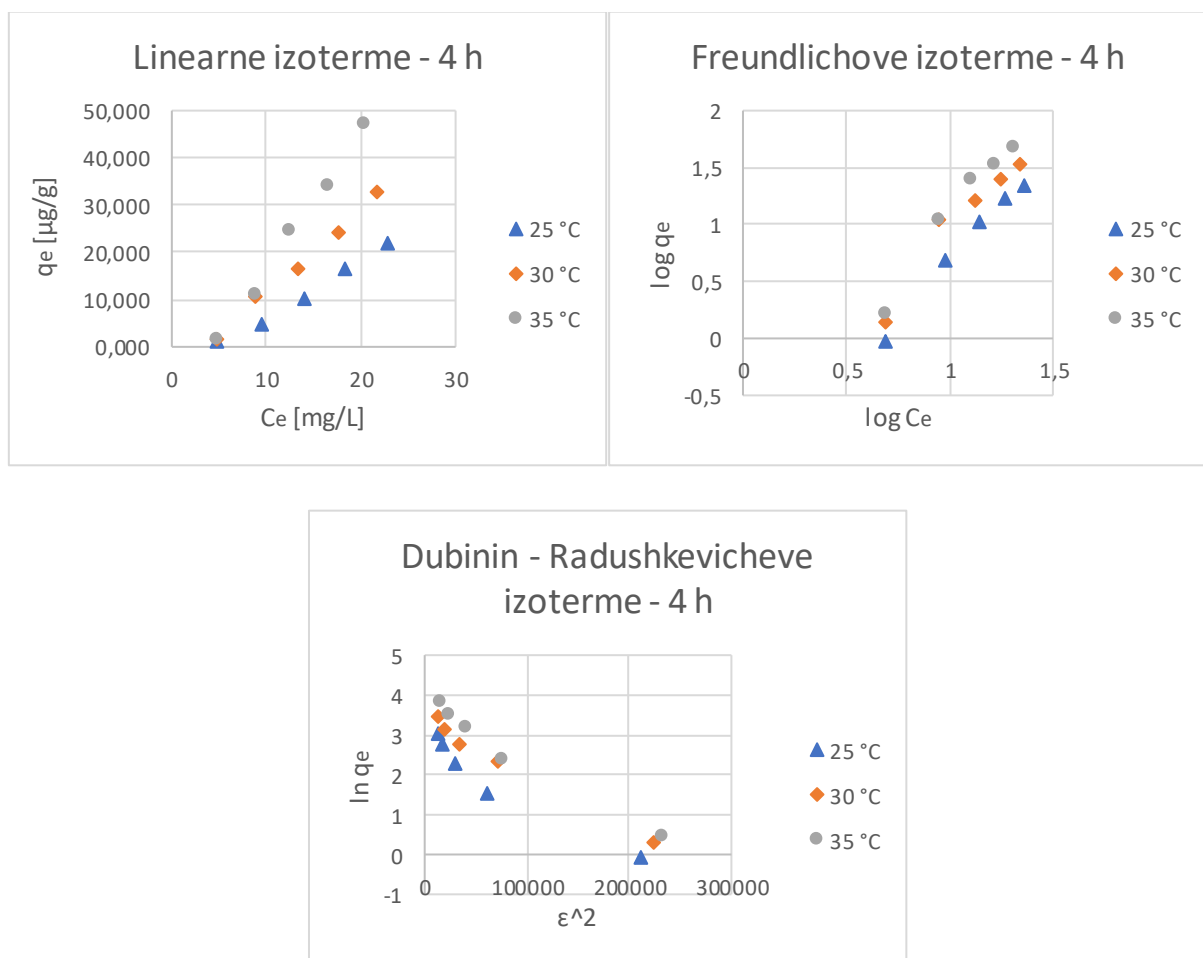 Linearne izoterme - 4 h
50,000
40,000
30,000
20,000
10,000
0,000
qe [µg/g]
0 10 20 30
Ce [mg/L]
25 °C
30 °C
35 °C
Freundlichove izoterme - 4 h
2
1,5
1
0,5
0
-0,5
log qe
0 0,5 1 1,5
log Ce
25 °C
30 °C
35 °C
Dubinin - Radushkevicheve
izoterme - 4 h
5
4
3
2
1
0
-1
ln qe
0 100000 200000 300000
ε^2
25 °C
30 °C
35 °C